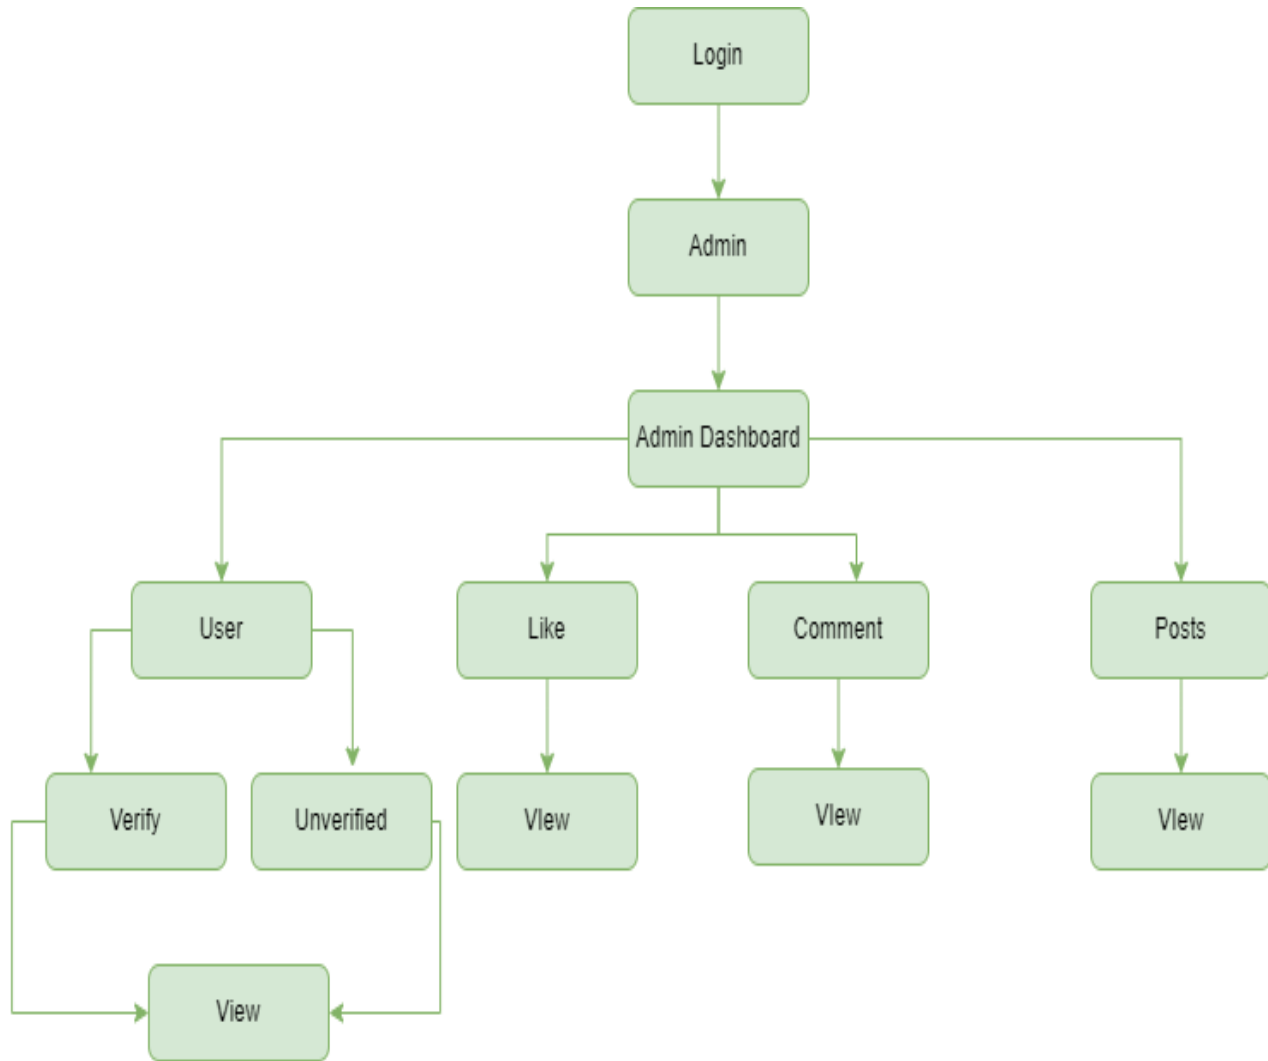 Login
Admin
Admin Dashboard
User
Like
Comment
Posts
Verify
Unverified
VIew
VIew
VIew
View